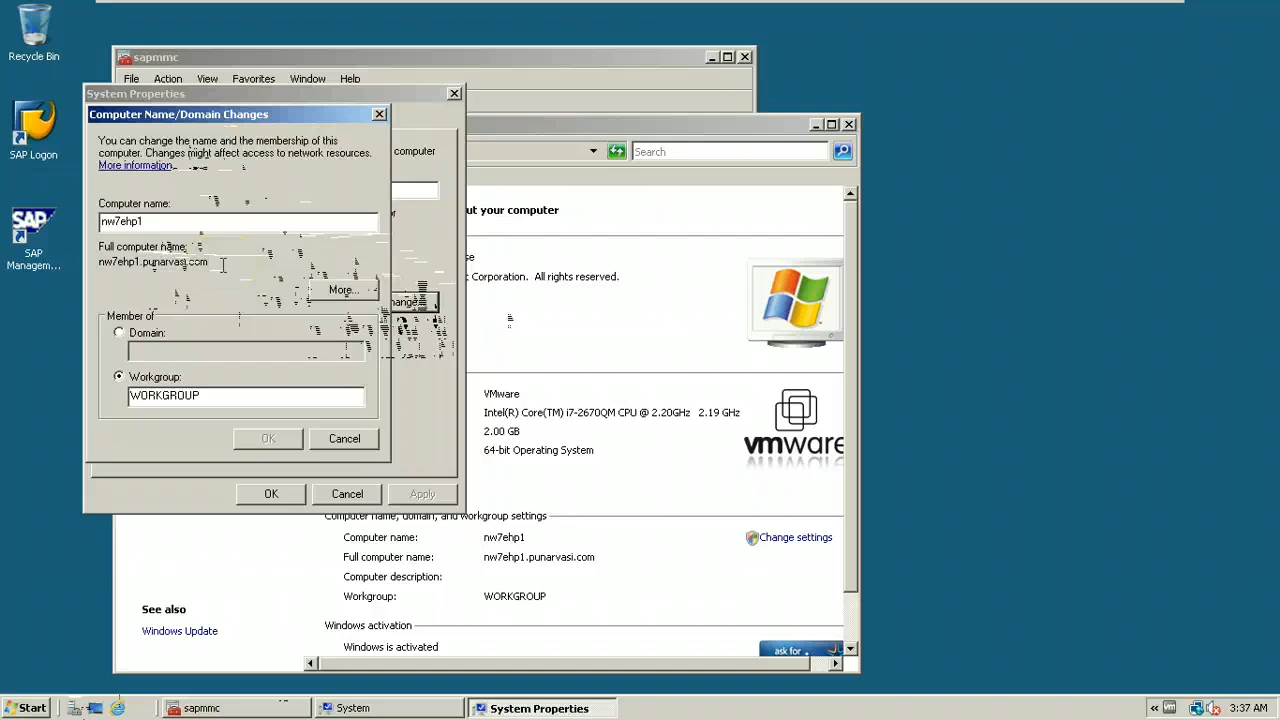 Recycle Bin
SAP Logon
SAP
Managem...
sapmmc
File Action View Favorites Window Help
System Properties
Computer Name/Domain Changes
You can change the name and the membership of this
computer. Changes might affect access to network resources.
More information
Computer name:
nw7ehp1
Full computer name:
nw7ehp1.punarvasi.com
More...
Member of
Domain:
Workgroup:
WORKGROUP
OK Cancel
OK Cancel Apply
computer
Search
out your computer
t Corporation. All rights reserved.
VMware
Intel(R) Core(TM) i7-2670QM CPU @ 2.20GHz 2.19 GHz
2.00 GB
64-bit Operating System
vmware
Computer name, domain, and workgroup settings
Computer name: nw7ehp1
Change settings
Full computer name: nw7ehp1.punarvasi.com
Computer description:
Workgroup: WORKGROUP
See also
Windows Update
Windows activation
Windows is activated
ask for
Start
sapmmc
System
System Properties
3:37 AM